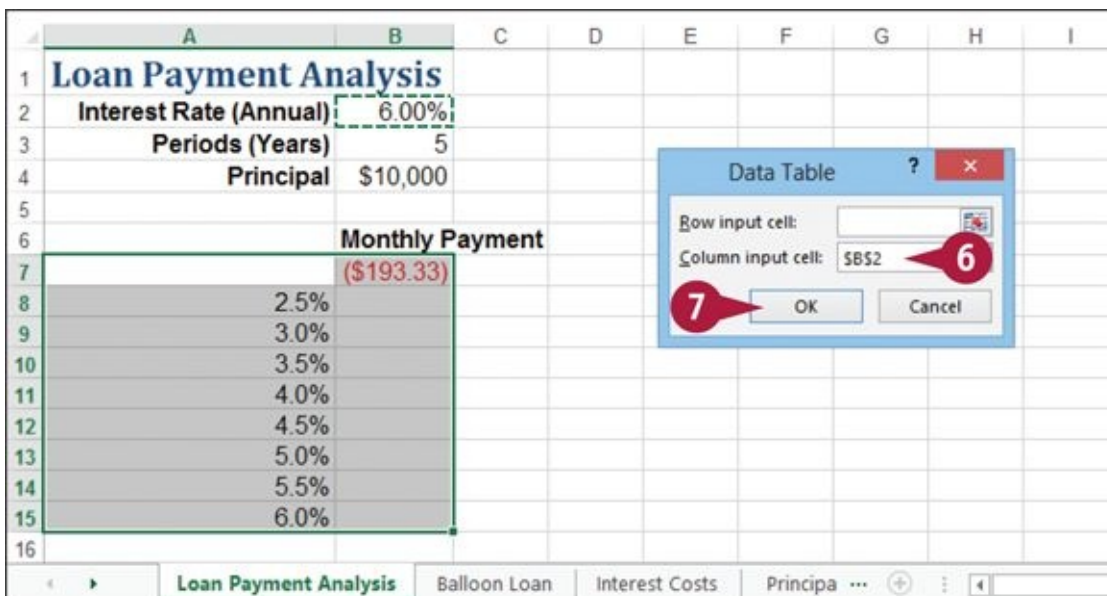 A B C D E F G H I
1 Loan Payment Analysis
2 Interest Rate (Annual) 6.00%
3 Periods (Years) 5
4 Principal $10,000
5
6 Monthly Payment
7 ($193.33)
8 2.5%
9 3.0%
10 3.5%
11 4.0%
12 4.5%
13 5.0%
14 5.5%
15 6.0%
16
Data Table ? ×
Row input cell:
Column input cell: $B$2 6
7 OK Cancel
Loan Payment Analysis Balloon Loan Interest Costs Principa ...